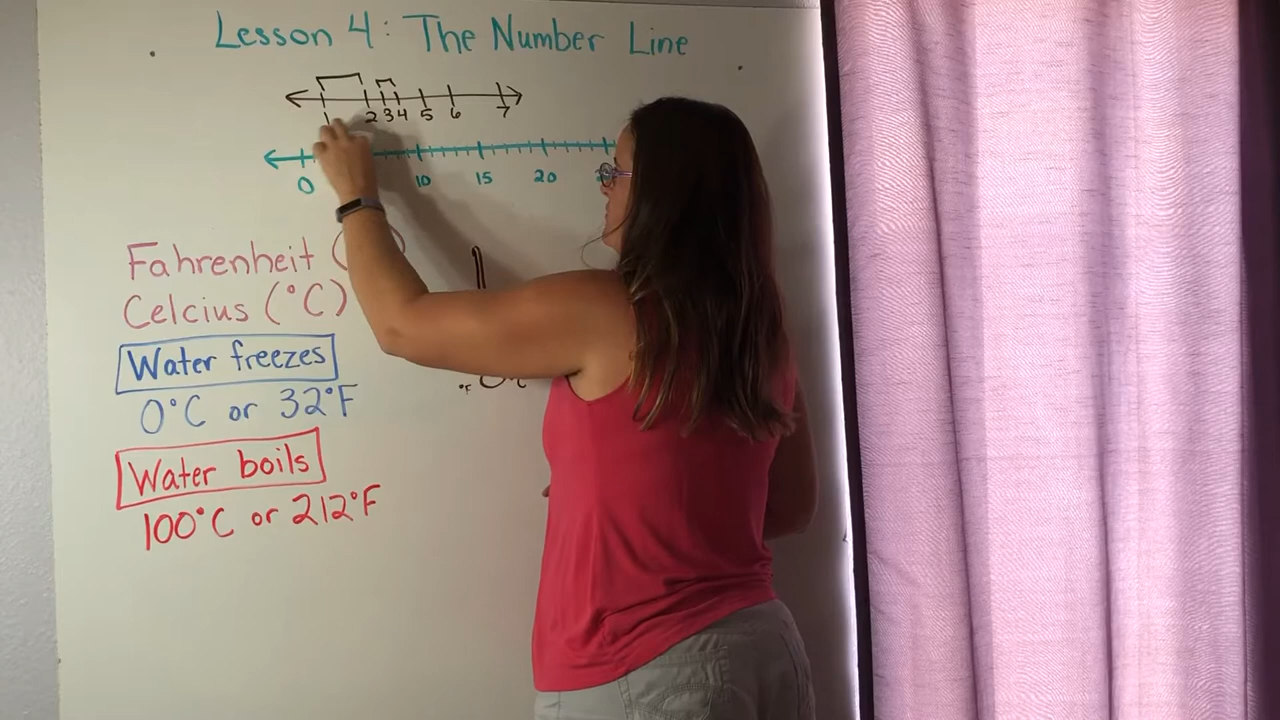 Lesson 4: The Number Line
1 2 3 4 5 6 7
0 10 15 20
Fahrenheit (
Celcius (°C)
Water freezes
0°C or 32°F
°F °C
Water boils
100°C or 212°F